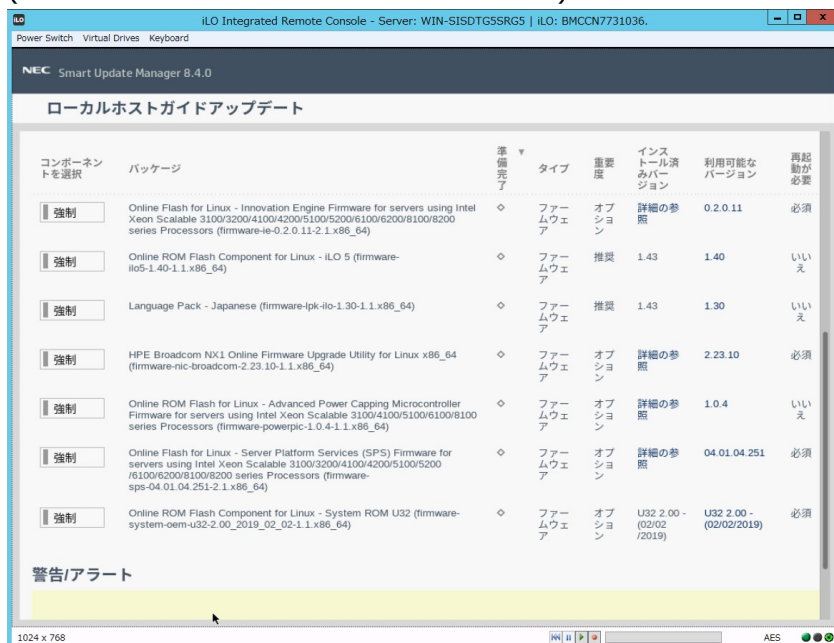 iLO Integrated Remote Console - Server: WIN-SISDTG5SRG5 | iLO: BMCCN7731036.
Power Switch Virtual Drives Keyboard
NEC Smart Update Manager 8.4.0
ローカルホストガイドアップデート
コンポーネントを選択 パッケージ 準備完了 タイプ 重要度 インストール済みバージョン 利用可能なバージョン 再起動が必要
強制 Online Flash for Linux - Innovation Engine Firmware for servers using Intel ファームウェア オプション 詳細の参照 0.2.0.11 必須
Xeon Scalable 3100/3200/4100/4200/5100/5200/6100/6200/8100/8200
series Processors (firmware-ie-0.2.0.11-2.1.x86_64)
強制 Online ROM Flash Component for Linux - iLO 5 (firmware- ファームウェア 推奨 1.43 1.40 いいえ
ilo5-1.40-1.1.x86_64)
強制 Language Pack - Japanese (firmware-lpk-ilo-1.30-1.1.x86_64) ファームウェア 推奨 1.43 1.30 いいえ
強制 HPE Broadcom NX1 Online Firmware Upgrade Utility for Linux x86_64 ファームウェア オプション 詳細の参照 2.23.10 必須
(firmware-nic-broadcom-2.23.10-1.1.x86_64)
強制 Online ROM Flash for Linux - Advanced Power Capping Microcontroller ファームウェア オプション 詳細の参照 1.0.4 いいえ
Firmware for servers using Intel Xeon Scalable 3100/4100/5100/6100/8100
series Processors (firmware-powerpic-1.0.4-1.1.x86_64)
強制 Online Flash for Linux - Server Platform Services (SPS) Firmware for ファームウェア オプション 詳細の参照 04.01.04.251 必須
servers using Intel Xeon Scalable 3100/3200/4100/4200/5100/5200
/6100/6200/8100/8200 series Processors (firmware-
sps-04.01.04.251-2.1.x86_64)
強制 Online ROM Flash Component for Linux - System ROM U32 (firmware- ファームウェア オプション U32 2.00 - (02/02/2019) U32 2.00 - (02/02/2019) 必須
system-oem-u32-2.00_2019_02_02-1.1.x86_64)
警告/アラート
1024 x 768 AES